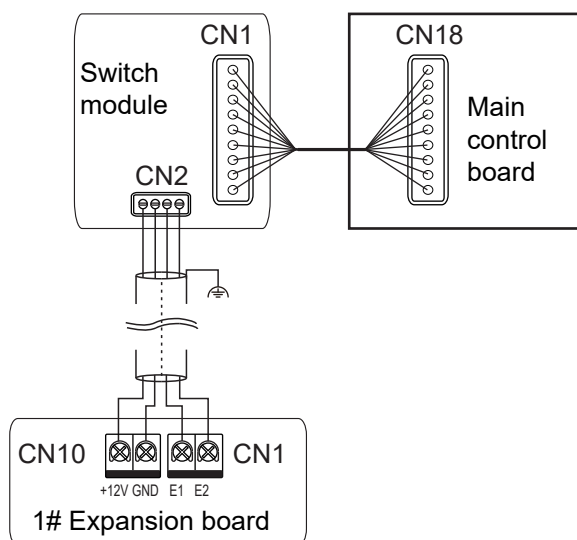 CN1
CN18
Switch
module
Main
control
board
CN2
CN10
CN1
+12V GND E1 E2
1# Expansion board